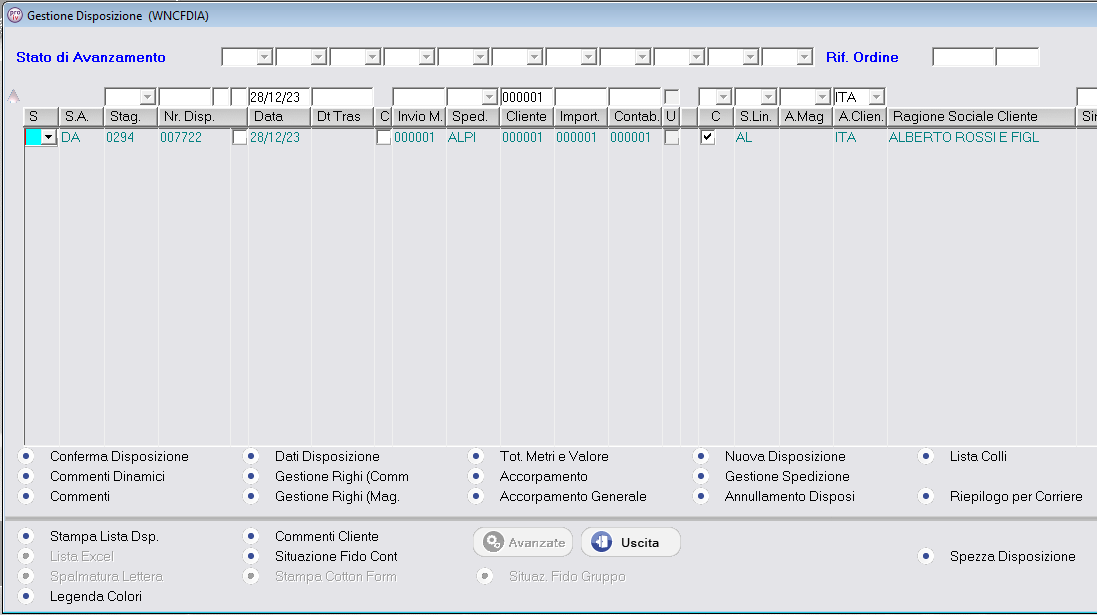 Gestione Disposizione (WNCFDIA)
Stato di Avanzamento Rif. Ordine
28/12/23 000001 ITA
S S.A. Stag. Nr. Disp. Data Dt Tras C Invio M. Sped. Cliente Import. Contab. U C S.Lin. A.Mag A.Clien. Ragione Sociale Cliente
DA 0294 007722 28/12/23 000001 ALPI 000001 000001 000001 AL ITA ALBERTO ROSSI E FIGL
Conferma Disposizione Dati Disposizione Tot. Metri e Valore Nuova Disposizione Lista Colli
Commenti Dinamici Gestione Righi (Comm Accorpamento Gestione Spedizione
Commenti Gestione Righi (Mag. Accorpamento Generale Annullamento Disposi Riepilogo per Corriere
Stampa Lista Dsp. Commenti Cliente Avanzate Uscita
Lista Excel Situazione Fido Cont Spezza Disposizione
Spalmatura Lettera Stampa Cotton Form Situaz. Fido Gruppo
Legenda Colori